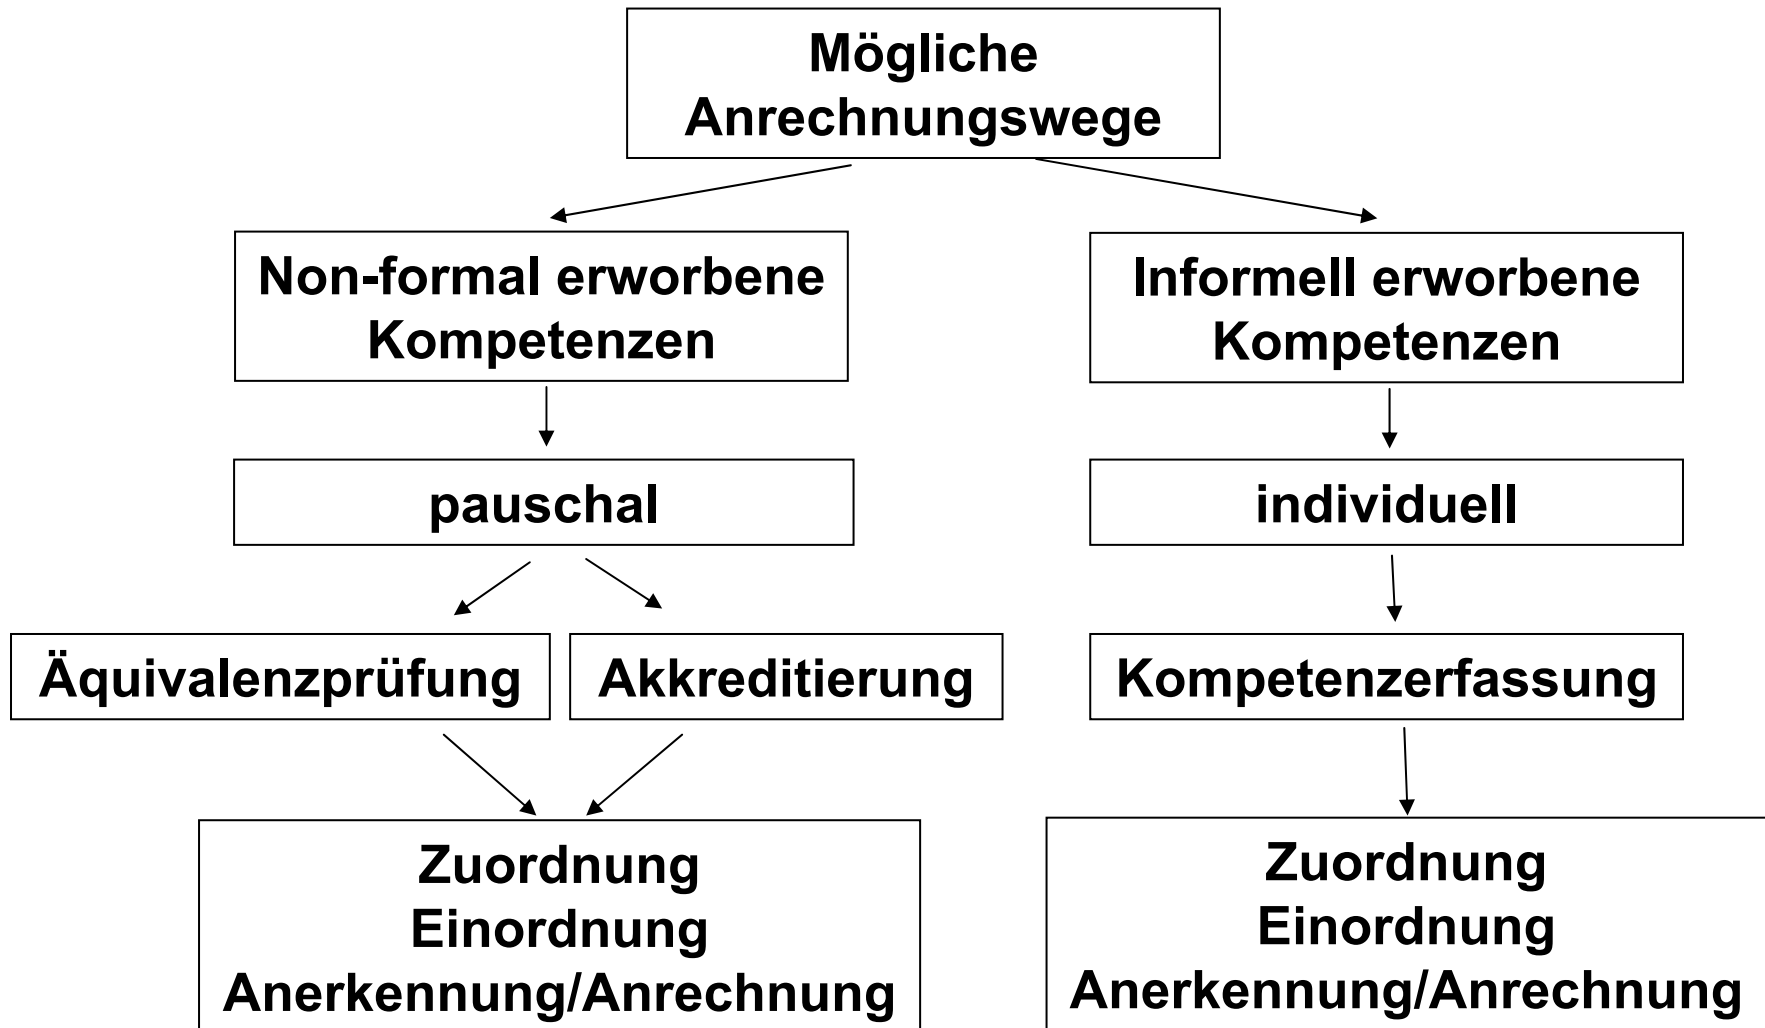 Mögliche
Anrechnungswege
Non-formal erworbene
Kompetenzen
Informell erworbene
Kompetenzen
pauschal
individuell
Äquivalenzprüfung
Akkreditierung
Kompetenzerfassung
Zuordnung
Einordnung
Anerkennung/Anrechnung
Zuordnung
Einordnung
Anerkennung/Anrechnung